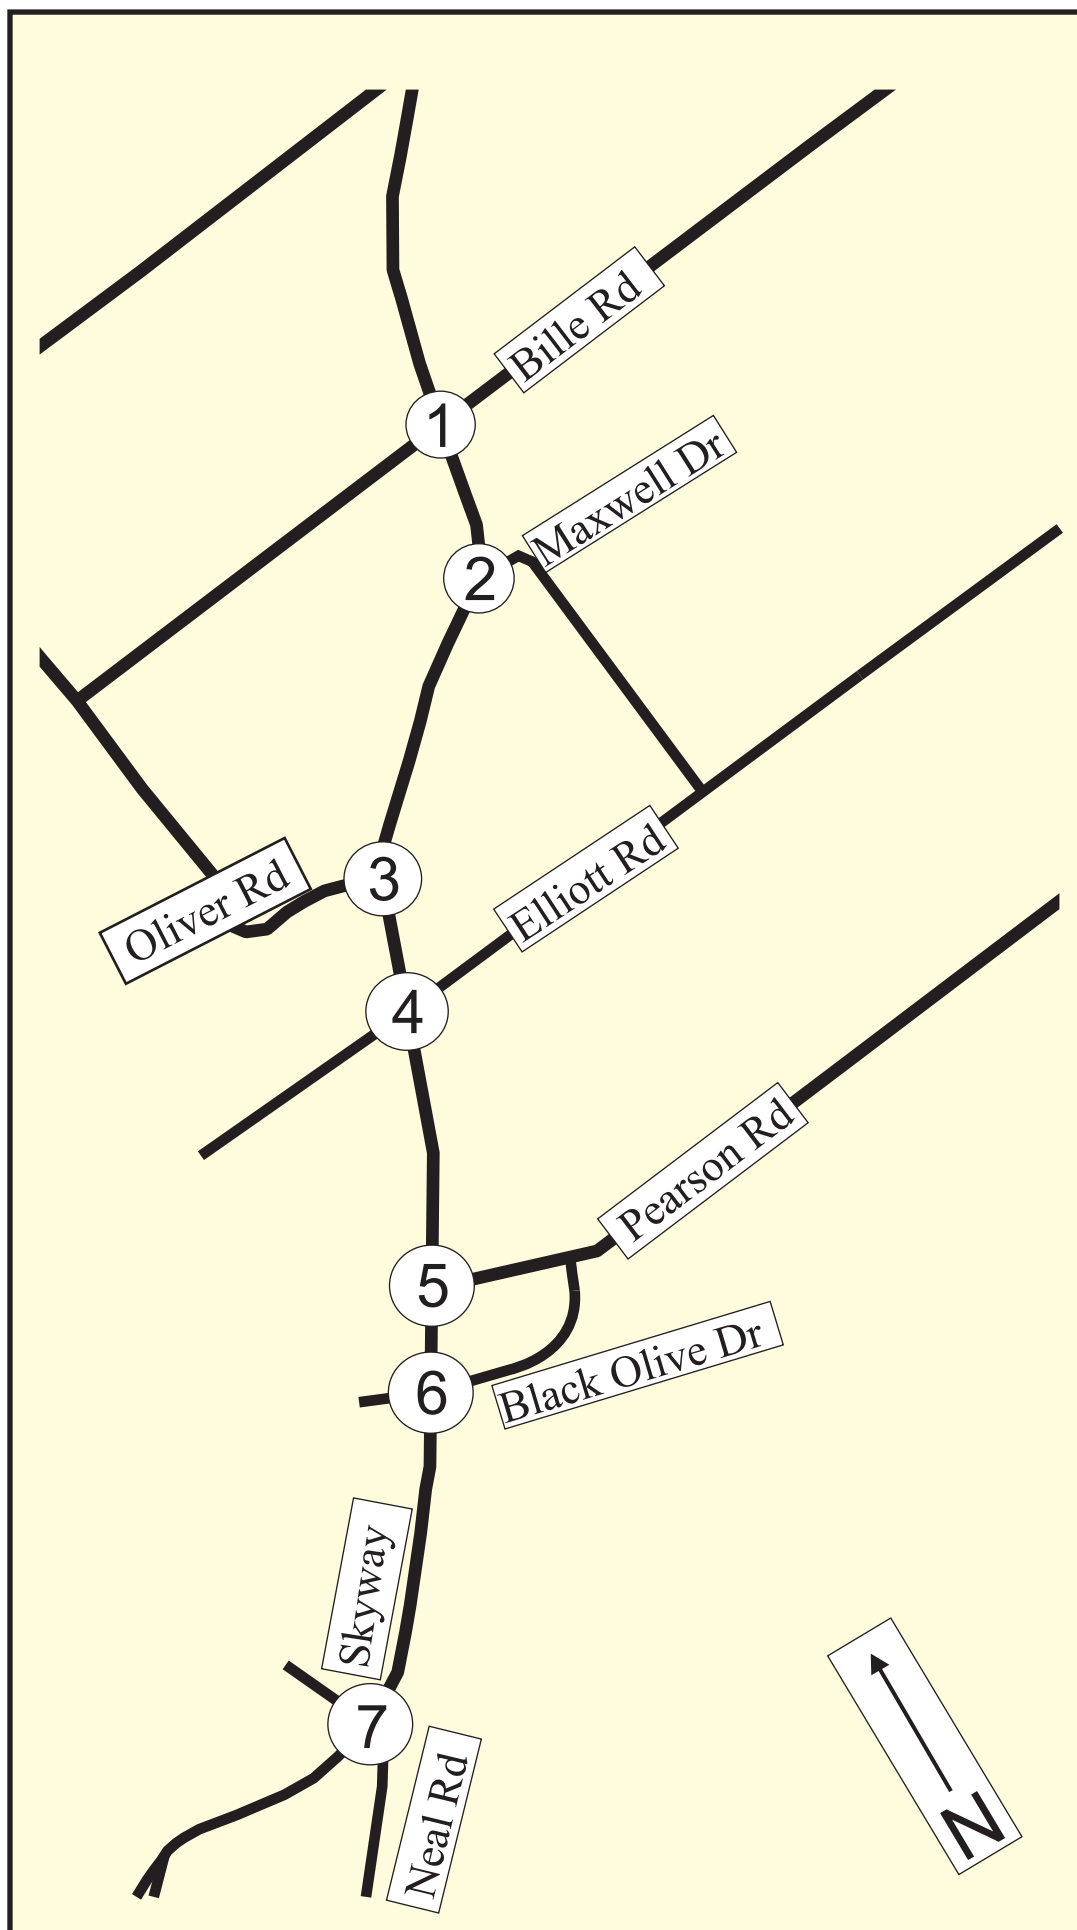 Bille Rd
1
Maxwell Dr
2
Oliver Rd
3
Elliott Rd
4
Pearson Rd
5
Black Olive Dr
6
Skyway
7
Neal Rd
N